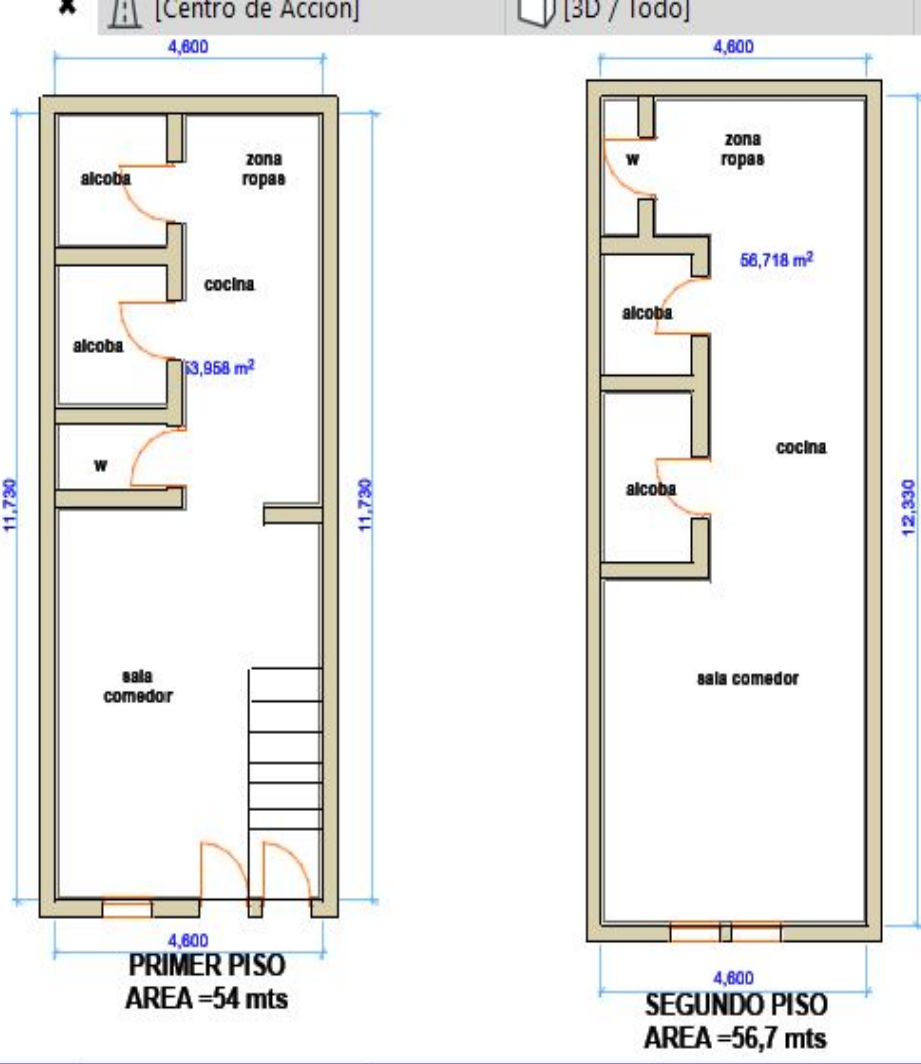 [Centro de Acción]
[3D / Todo]
4,600
alcoba
zona
ropas
cocina
alcoba
53,958 m²
w
11,730
11,730
sala
comedor
4,600
PRIMER PISO
AREA =54 mts
4,600
w
zona
ropas
56,718 m²
alcoba
cocina
alcoba
12,330
sala comedor
4,600
SEGUNDO PISO
AREA =56,7 mts